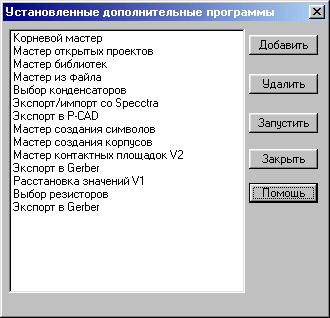 Установленные дополнительные программы
Корневой мастер
Мастер открытых проектов
Мастер библиотек
Мастер из файла
Выбор конденсаторов
Экспорт/импорт со Specctra
Экспорт в P-CAD
Мастер создания символов
Мастер создания корпусов
Мастер контактных площадок V2
Экспорт в Gerber
Расстановка значений V1
Выбор резисторов
Экспорт в Gerber
Добавить
Удалить
Запустить
Закрыть
Помощь